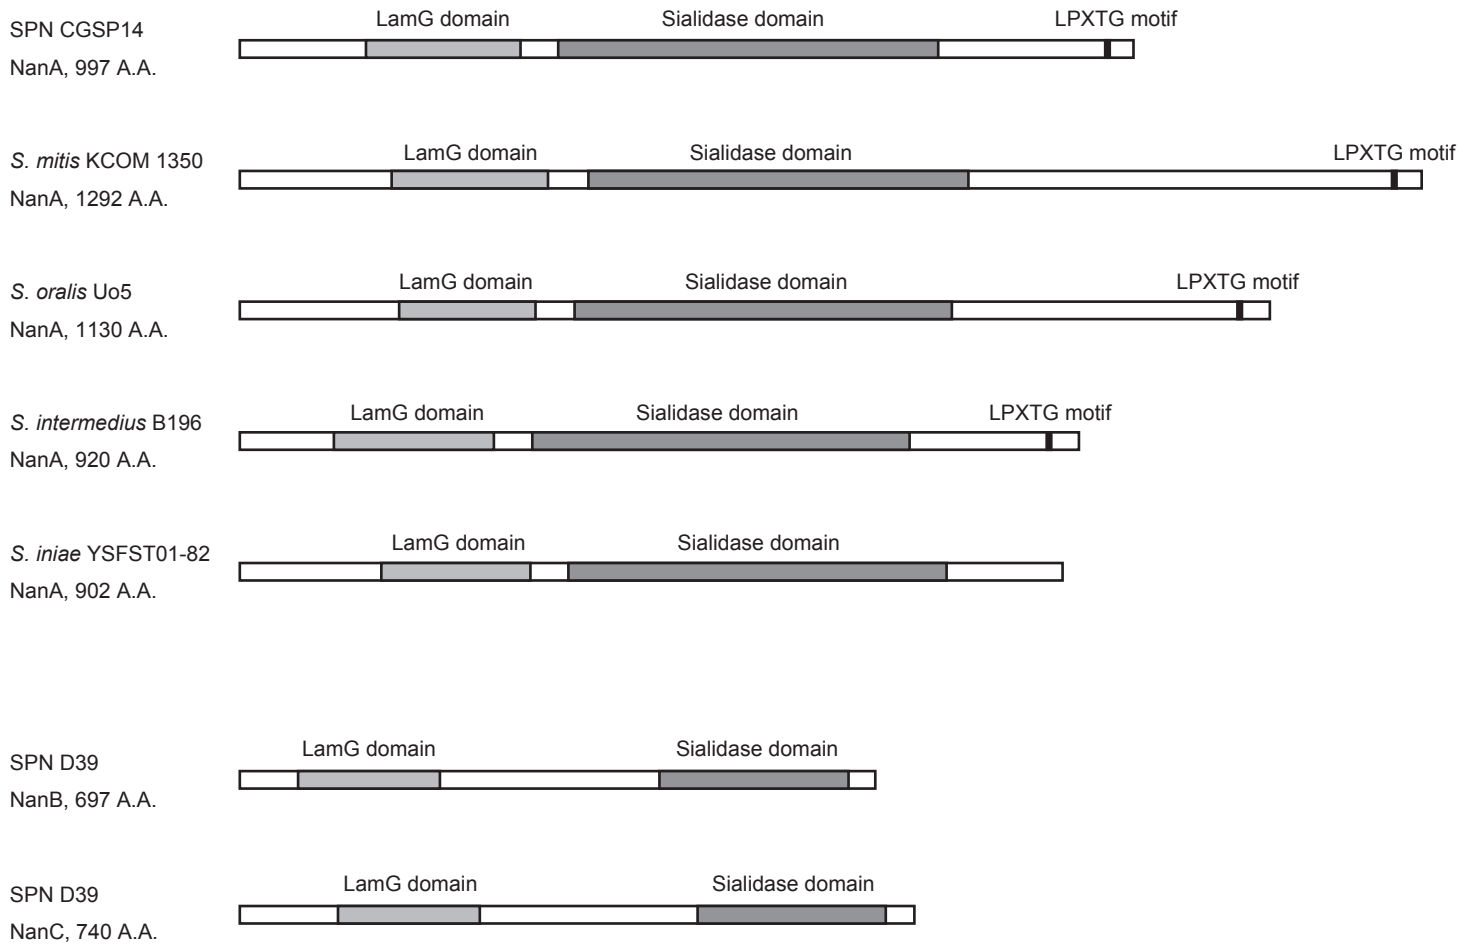 SPN CGSP14
NanA, 997 A.A.
LamG domain
Sialidase domain
LPXTG motif
S. mitis KCOM 1350
NanA, 1292 A.A.
LamG domain
Sialidase domain
LPXTG motif
S. oralis Uo5
NanA, 1130 A.A.
LamG domain
Sialidase domain
LPXTG motif
S. intermedius B196
NanA, 920 A.A.
LamG domain
Sialidase domain
LPXTG motif
S. iniae YSFST01-82
NanA, 902 A.A.
LamG domain
Sialidase domain
SPN D39
NanB, 697 A.A.
LamG domain
Sialidase domain
SPN D39
NanC, 740 A.A.
LamG domain
Sialidase domain